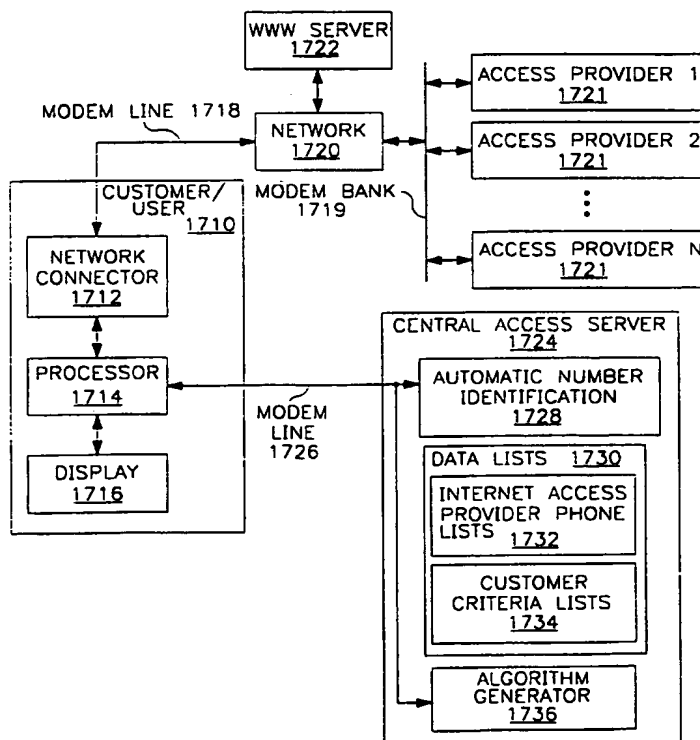 WWW SERVER
1722
MODEM LINE 1718
NETWORK
1720
ACCESS PROVIDER 1
1721
ACCESS PROVIDER 2
1721
MODEM BANK
1719
ACCESS PROVIDER N
1721
CUSTOMER/
USER
1710
NETWORK
CONNECTOR
1712
PROCESSOR
1714
DISPLAY
1716
MODEM
LINE
1726
CENTRAL ACCESS SERVER
1724
AUTOMATIC NUMBER
IDENTIFICATION
1728
DATA LISTS 1730
INTERNET ACCESS
PROVIDER PHONE
LISTS 1732
CUSTOMER
CRITERIA LISTS
1734
ALGORITHM
GENERATOR
1736